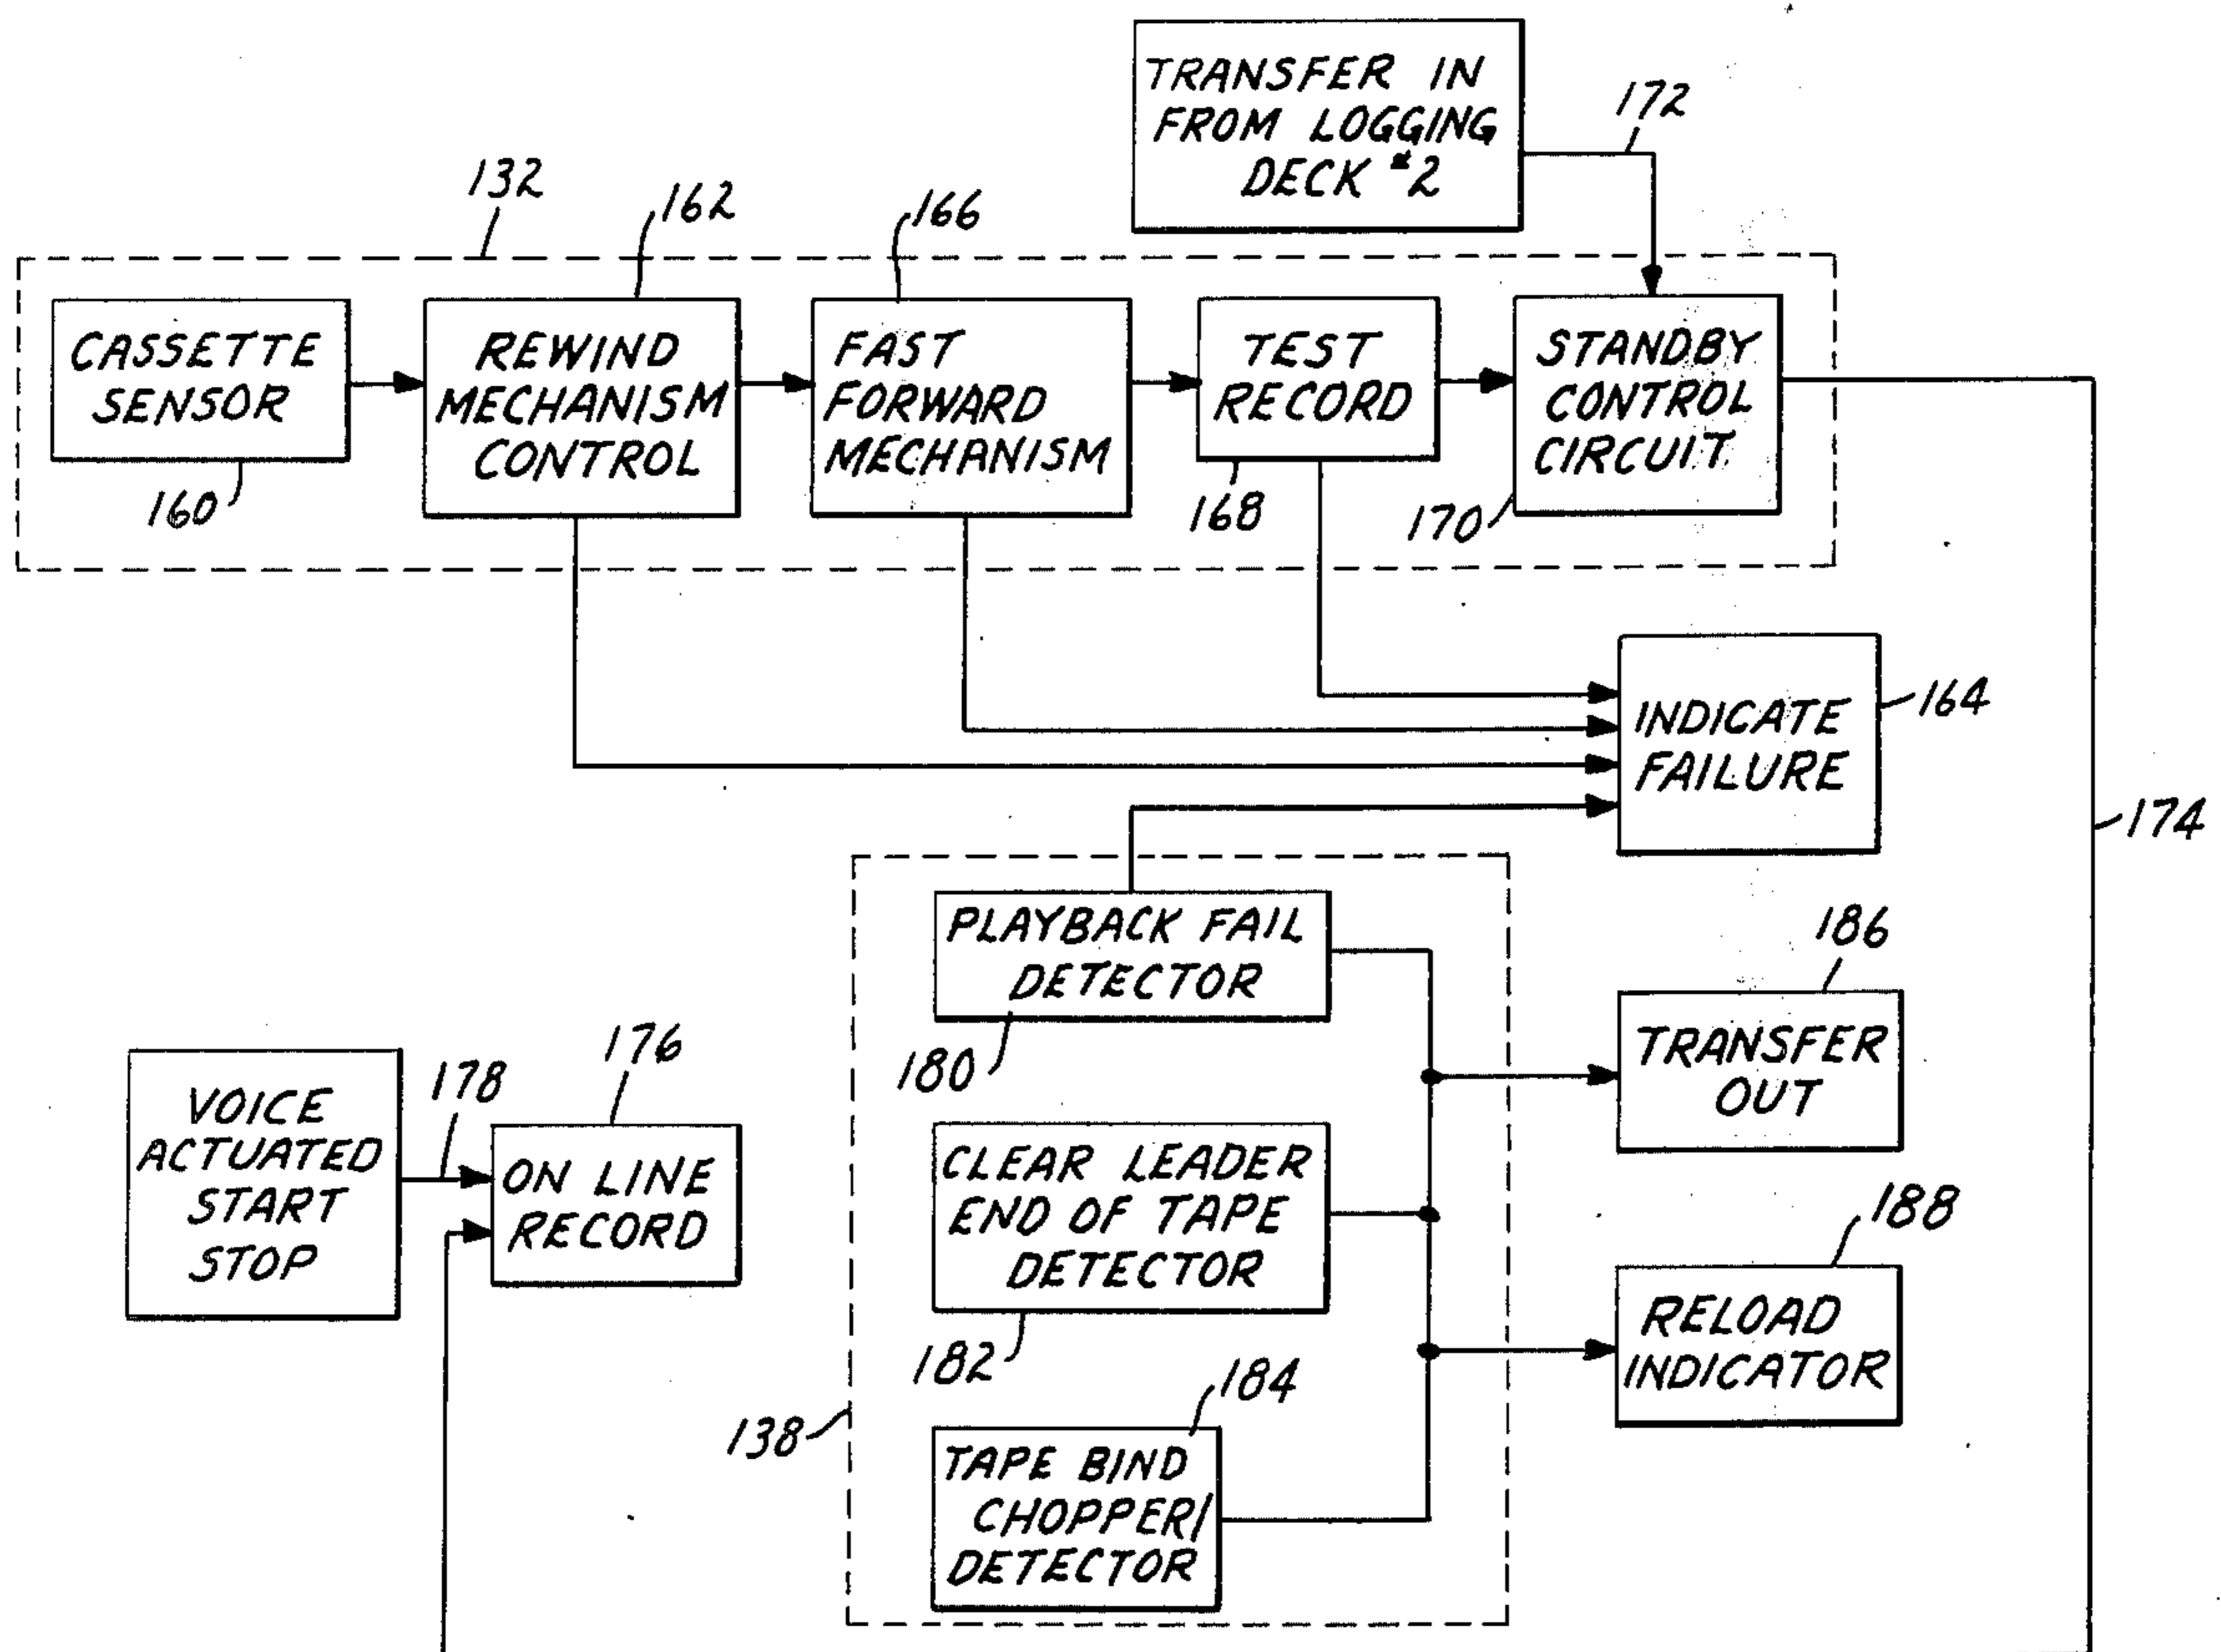 TRANSFER IN
FROM LOGGING
DECK #2
172
132
162
166
CASSETTE
SENSOR
REWIND
MECHANISM
CONTROL
FAST
FORWARD
MECHANISM
TEST
RECORD
STANDBY
CONTROL
CIRCUIT
160
168
170
INDICATE
FAILURE
164
174
PLAYBACK FAIL
DETECTOR
180
186
TRANSFER
OUT
VOICE
ACTUATED
START
STOP
178
176
ON LINE
RECORD
CLEAR LEADER
END OF TAPE
DETECTOR
182
188
RELOAD
INDICATOR
138
184
TAPE BIND
CHOPPER/
DETECTOR